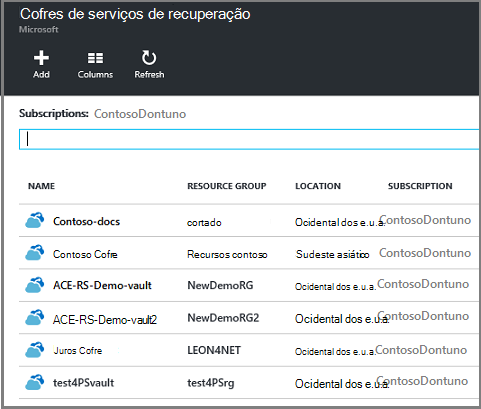 Cofres de serviços de recuperação
Microsoft
Add Columns Refresh
Subscriptions: ContosoDontuno
NAME RESOURCE GROUP LOCATION SUBSCRIPTION
Contoso-docs cortado Ocidental dos e.u.a. ContosoDontuno
Contoso Cofre Recursos contoso Sudeste asiático ContosoDontuno
ACE-RS-Demo-vault NewDemoRG Ocidental dos e.u.a. ContosoDontuno
ACE-RS-Demo-vault2 NewDemoRG2 Ocidental dos e.u.a. ContosoDontuno
Juros Cofre LEON4NET Ocidental dos e.u.a. ContosoDontuno
test4PSvault test4PSrg Ocidental dos e.u.a. ContosoDontuno